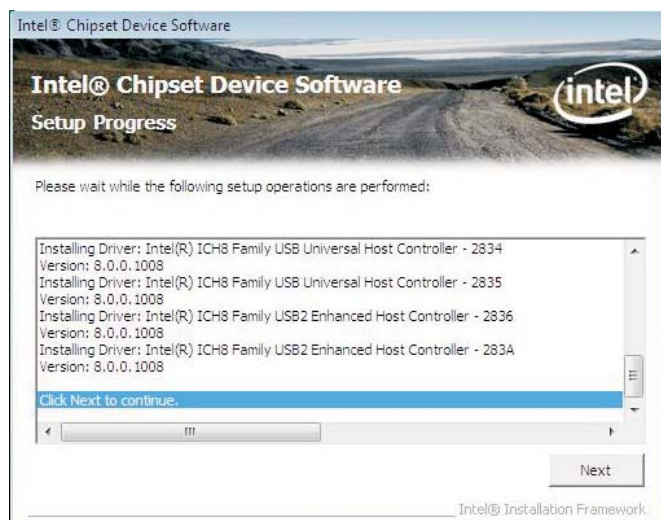 Intel® Chipset Device Software
Intel® Chipset Device Software
intel
Setup Progress
Please wait while the following setup operations are performed:
Installing Driver: Intel(R) ICH8 Family USB Universal Host Controller - 2834
Version: 8.0.0.1008
Installing Driver: Intel(R) ICH8 Family USB Universal Host Controller - 2835
Version: 8.0.0.1008
Installing Driver: Intel(R) ICH8 Family USB2 Enhanced Host Controller - 2836
Version: 8.0.0.1008
Installing Driver: Intel(R) ICH8 Family USB2 Enhanced Host Controller - 283A
Version: 8.0.0.1008
Click Next to continue.
Next
Intel® Installation Framework